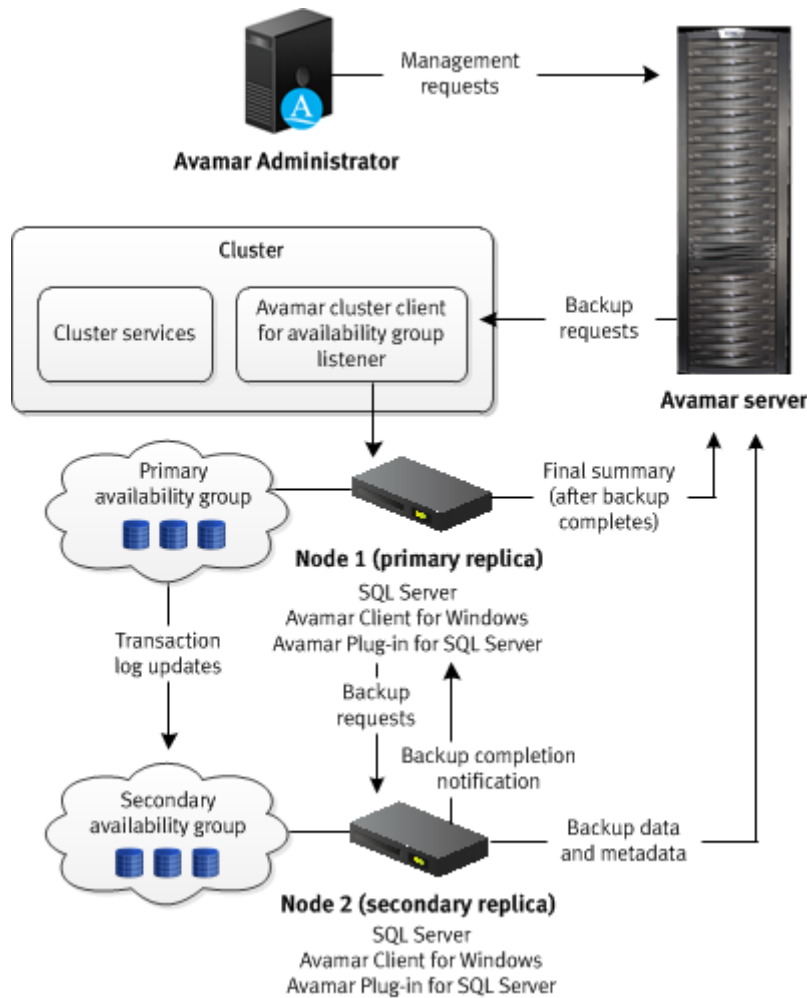 Management
requests
A
Avamar Administrator
Cluster
Cluster services
Avamar cluster client
for availability group
listener
Backup
requests
Avamar server
Primary
availability group
Final summary
(after backup
completes)
Node 1 (primary replica)
SQL Server
Avamar Client for Windows
Avamar Plug-in for SQL Server
Transaction
log updates
Backup
requests
Backup completion
notification
Secondary
availability group
Backup data
and metadata
Node 2 (secondary replica)
SQL Server
Avamar Client for Windows
Avamar Plug-in for SQL Server